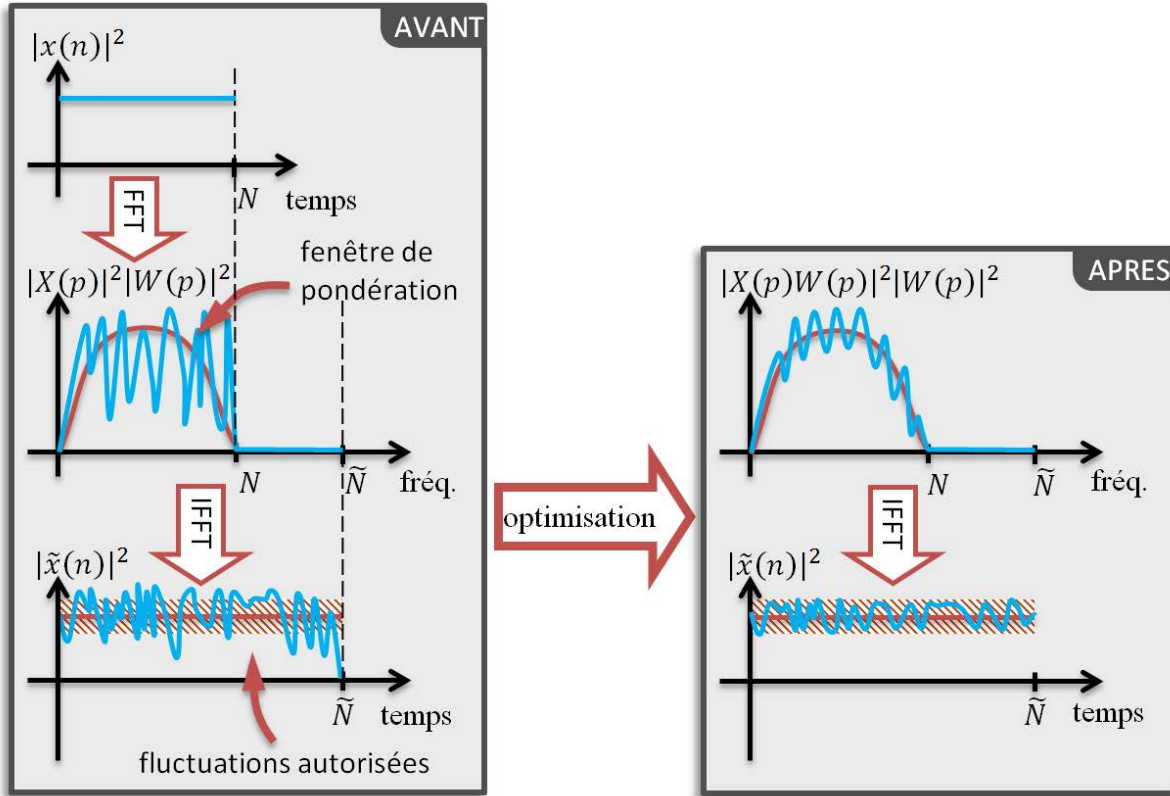 AVANT
|x(n)|²
N temps
FFT
fenêtre de
pondération
|X(p)|²|W(p)|²
N Ñ fréq.
IFFT
|x̃(n)|²
Ñ temps
fluctuations autorisées
optimisation
APRES
|X(p)W(p)|²|W(p)|²
N Ñ fréq.
IFFT
|x̃(n)|²
Ñ temps